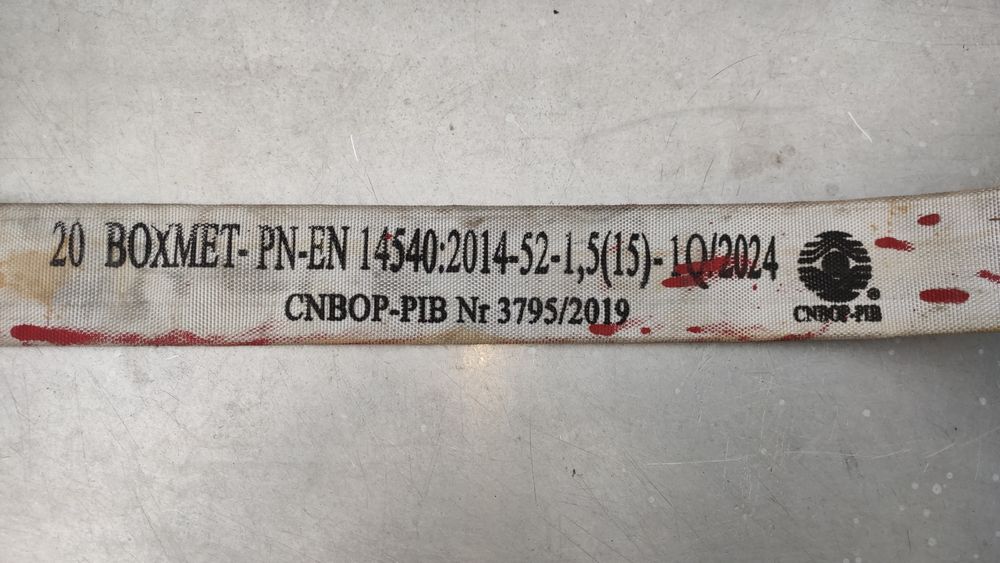 20 BOXMET- PN-EN 14540:2014-52-1,5(15)- 1Q/2024
CNBOP-PIB Nr 3795/2019
CNBOP-PIB